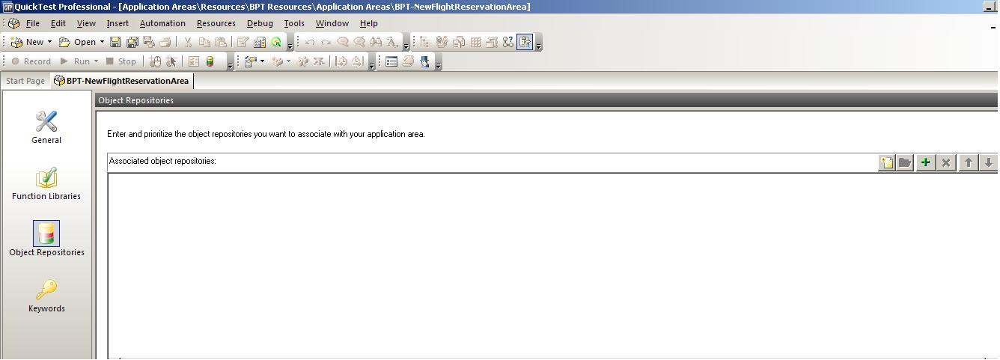 QTP QuickTest Professional - [Application Areas\Resources\BPT Resources\Application Areas\BPT-NewFlightReservationArea]
File Edit View Insert Automation Resources Debug Tools Window Help
New Open
Record Run Stop
Start Page BPT-NewFlightReservationArea
Object Repositories
General
Enter and prioritize the object repositories you want to associate with your application area.
Associated object repositories:
Function Libraries
Object Repositories
Keywords